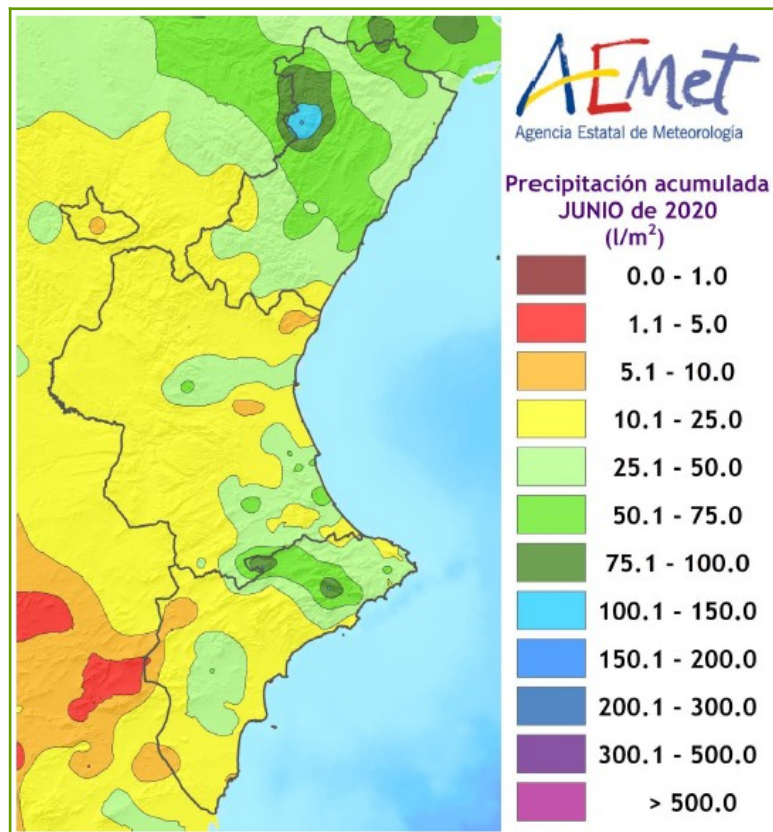 AEMet
Agencia Estatal de Meteorología
Precipitación acumulada
JUNIO de 2020
(l/m²)
0.0 - 1.0
1.1 - 5.0
5.1 - 10.0
10.1 - 25.0
25.1 - 50.0
50.1 - 75.0
75.1 - 100.0
100.1 - 150.0
150.1 - 200.0
200.1 - 300.0
300.1 - 500.0
> 500.0